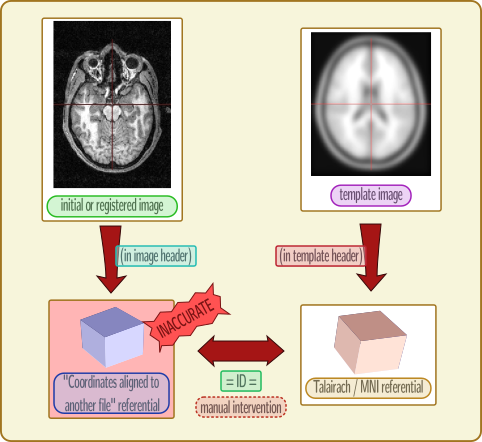 initial or registered image
template image
(in image header)
(in template header)
INACCURATE
"Coordinates aligned to
another file" referential
= ID =
manual intervention
Talairach / MNI referential